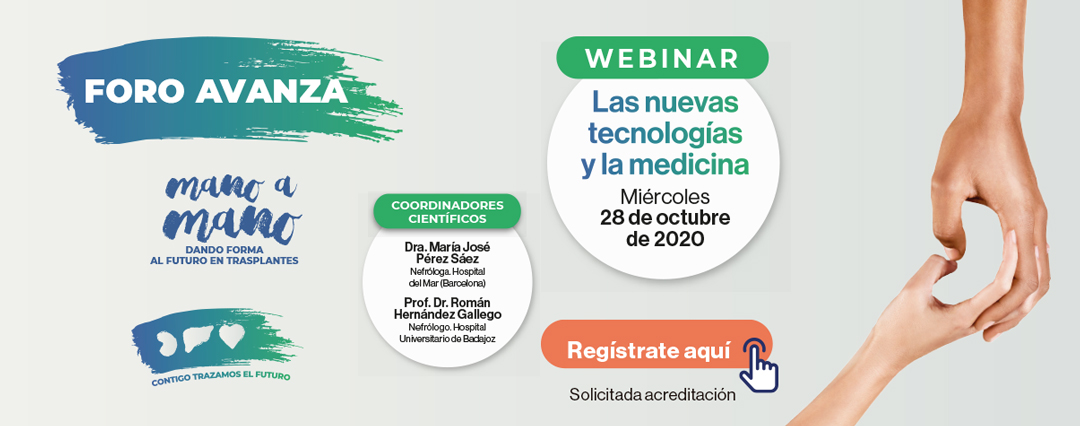 FORO AVANZA
mano a
mano
DANDO FORMA
AL FUTURO EN TRASPLANTES
CONTIGO TRAZAMOS EL FUTURO
COORDINADORES
CIENTÍFICOS
Dra. María José
Pérez Sáez
Nefróloga. Hospital
del Mar (Barcelona)
Prof. Dr. Román
Hernández Gallego
Nefrólogo. Hospital
Universitario de Badajoz
WEBINAR
Las nuevas
tecnologías
y la medicina
Miércoles
28 de octubre
de 2020
Regístrate aquí
Solicitada acreditación